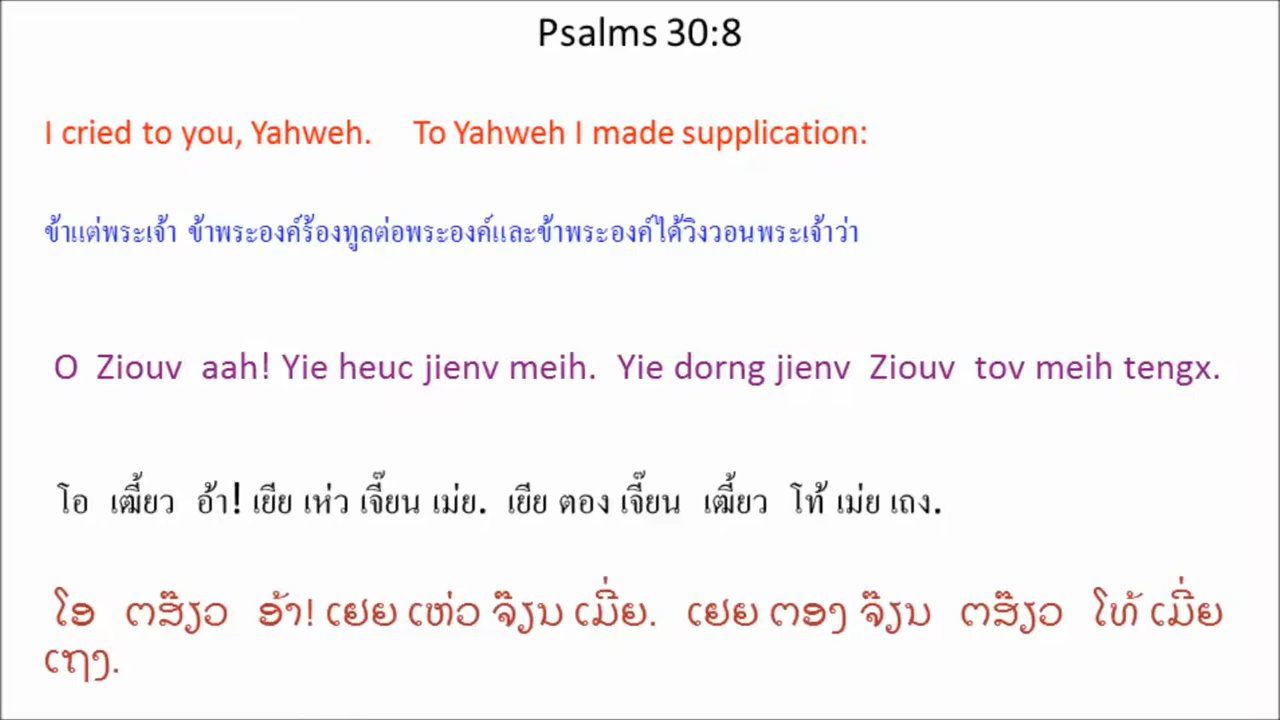 Psalms 30:8
I cried to you, Yahweh. To Yahweh I made supplication:
ข้าแต่พระเจ้า ข้าพระองค์ร้องทูลต่อพระองค์และข้าพระองค์ได้วิงวอนพระเจ้าว่า
O Ziouv aah! Yie heuc jienv meih. Yie dorng jienv Ziouv tov meih tengx.
โอ เฒี้ยว อ้า! เยีย เห่ว เจี๊ยน เม่ย. เยีย ตอง เจี๊ยน เฒี้ยว โท้ เม่ย เถง.
ໂອ ຕສ໊ຽວ ອ້າ! ເຢຍ ເຫ່ວ ຈ໊ຽນ ເມີ່ຍ. ເຢຍ ຕອງ ຈ໊ຽນ ຕສ໊ຽວ ໂທ້ ເມີ່ຍ
ເຖງ.